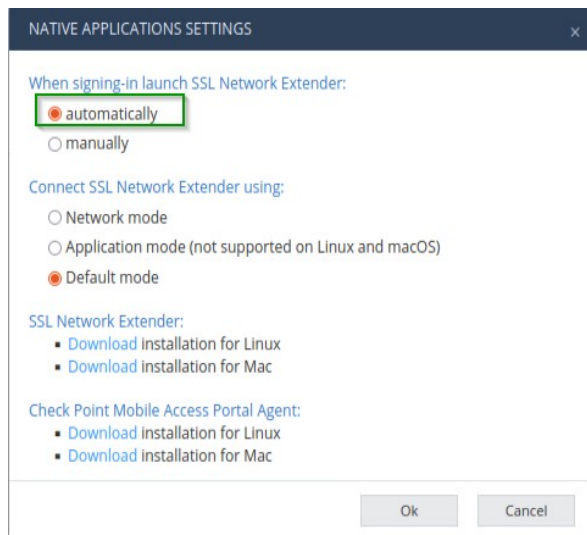 NATIVE APPLICATIONS SETTINGS x
When signing-in launch SSL Network Extender:
automatically
manually
Connect SSL Network Extender using:
Network mode
Application mode (not supported on Linux and macOS)
Default mode
SSL Network Extender:
▪ Download installation for Linux
▪ Download installation for Mac
Check Point Mobile Access Portal Agent:
▪ Download installation for Linux
▪ Download installation for Mac
Ok Cancel